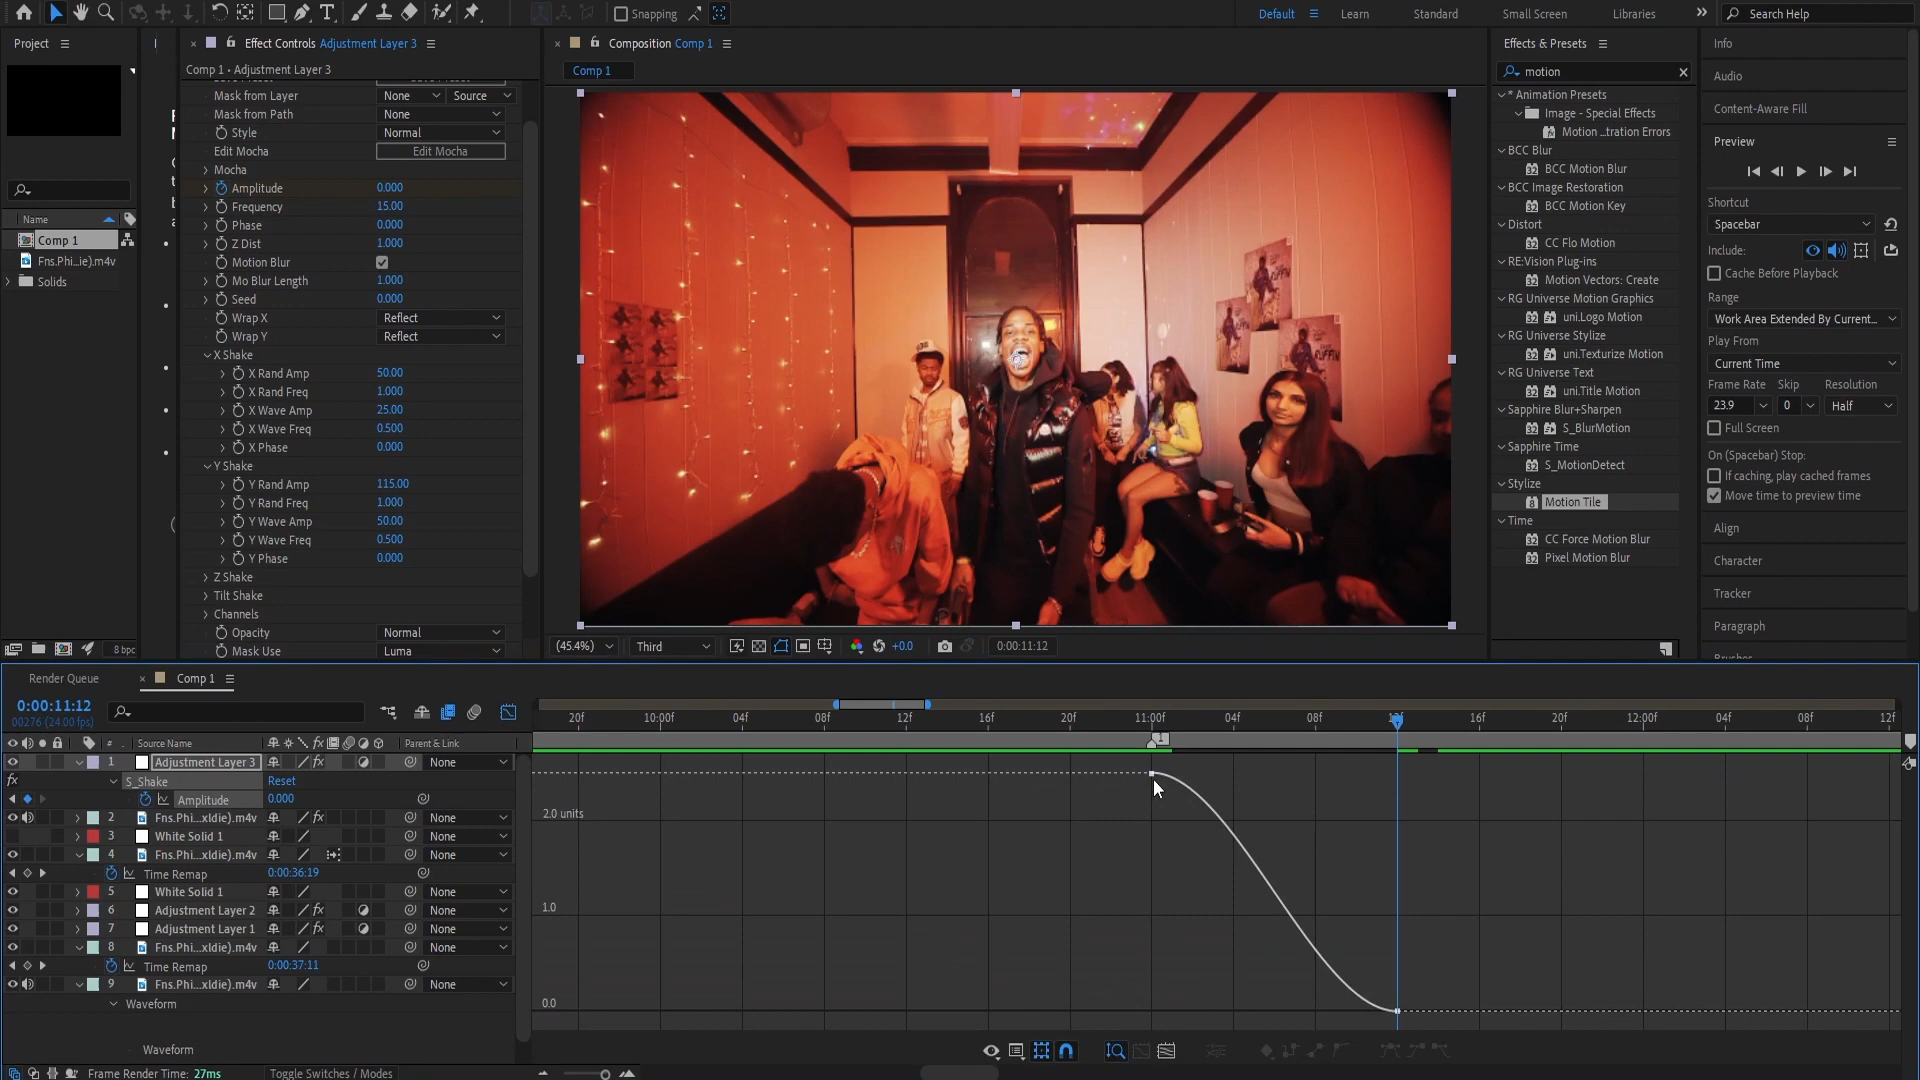 Snapping
Default
Learn
Standard
Small Screen
Libraries
Search Help
Project
Effect Controls Adjustment Layer 3
Composition Comp 1
Effects & Presets
Info
Comp 1 • Adjustment Layer 3
Comp 1
motion
Audio
Mask from Layer None Source
Mask from Path None
Style Normal
Edit Mocha Edit Mocha
Mocha
Amplitude 0.000
Frequency 15.00
Phase 0.000
Z Dist 1.000
Motion Blur
Mo Blur Length 1.000
Seed 0.000
Wrap X Reflect
Wrap Y Reflect
X Shake
X Rand Amp 50.00
X Rand Freq 1.000
X Wave Amp 25.00
X Wave Freq 0.500
X Phase 0.000
Y Shake
Y Rand Amp 115.00
Y Rand Freq 1.000
Y Wave Amp 50.00
Y Wave Freq 0.500
Y Phase 0.000
Z Shake
Tilt Shake
Channels
Opacity Normal
Mask Use Luma
Name
Comp 1
Fns.Phi...ie).m4v
Solids
8 bpc
(45.4%) Third +0.0 0:00:11:12
* Animation Presets
Image - Special Effects
Motion ...tration Errors
BCC Blur
BCC Motion Blur
BCC Image Restoration
BCC Motion Key
Distort
CC Flo Motion
RE:Vision Plug-ins
Motion Vectors: Create
RG Universe Motion Graphics
uni.Logo Motion
RG Universe Stylize
uni.Texturize Motion
RG Universe Text
uni.Title Motion
Sapphire Blur+Sharpen
S_BlurMotion
Sapphire Time
S_MotionDetect
Stylize
Motion Tile
Time
CC Force Motion Blur
Pixel Motion Blur
Content-Aware Fill
Preview
Shortcut
Spacebar
Include:
Cache Before Playback
Range
Work Area Extended By Current...
Play From
Current Time
Frame Rate Skip Resolution
23.9 0 Half
Full Screen
On (Spacebar) Stop:
If caching, play cached frames
Move time to preview time
Align
Character
Tracker
Paragraph
Render Queue
Comp 1
0:00:11:12
00276 (24.00 fps)
20f 10:00f 04f 08f 12f 16f 20f 11:00f 04f 08f 12f 16f 20f 12:00f 04f 08f 12f
# Source Name Parent & Link
1
1 Adjustment Layer 3 None
S_Shake Reset
Amplitude 0.000
2 Fns.Phi...xldie).m4v None
3 White Solid 1 None
4 Fns.Phi...xldie).m4v None
Time Remap 0:00:36:19
5 White Solid 1 None
6 Adjustment Layer 2 None
7 Adjustment Layer 1 None
8 Fns.Phi...xldie).m4v None
Time Remap 0:00:37:11
9 Fns.Phi...xldie).m4v None
Waveform
Waveform
2.0 units
1.0
0.0
Frame Render Time: 27ms
Toggle Switches / Modes